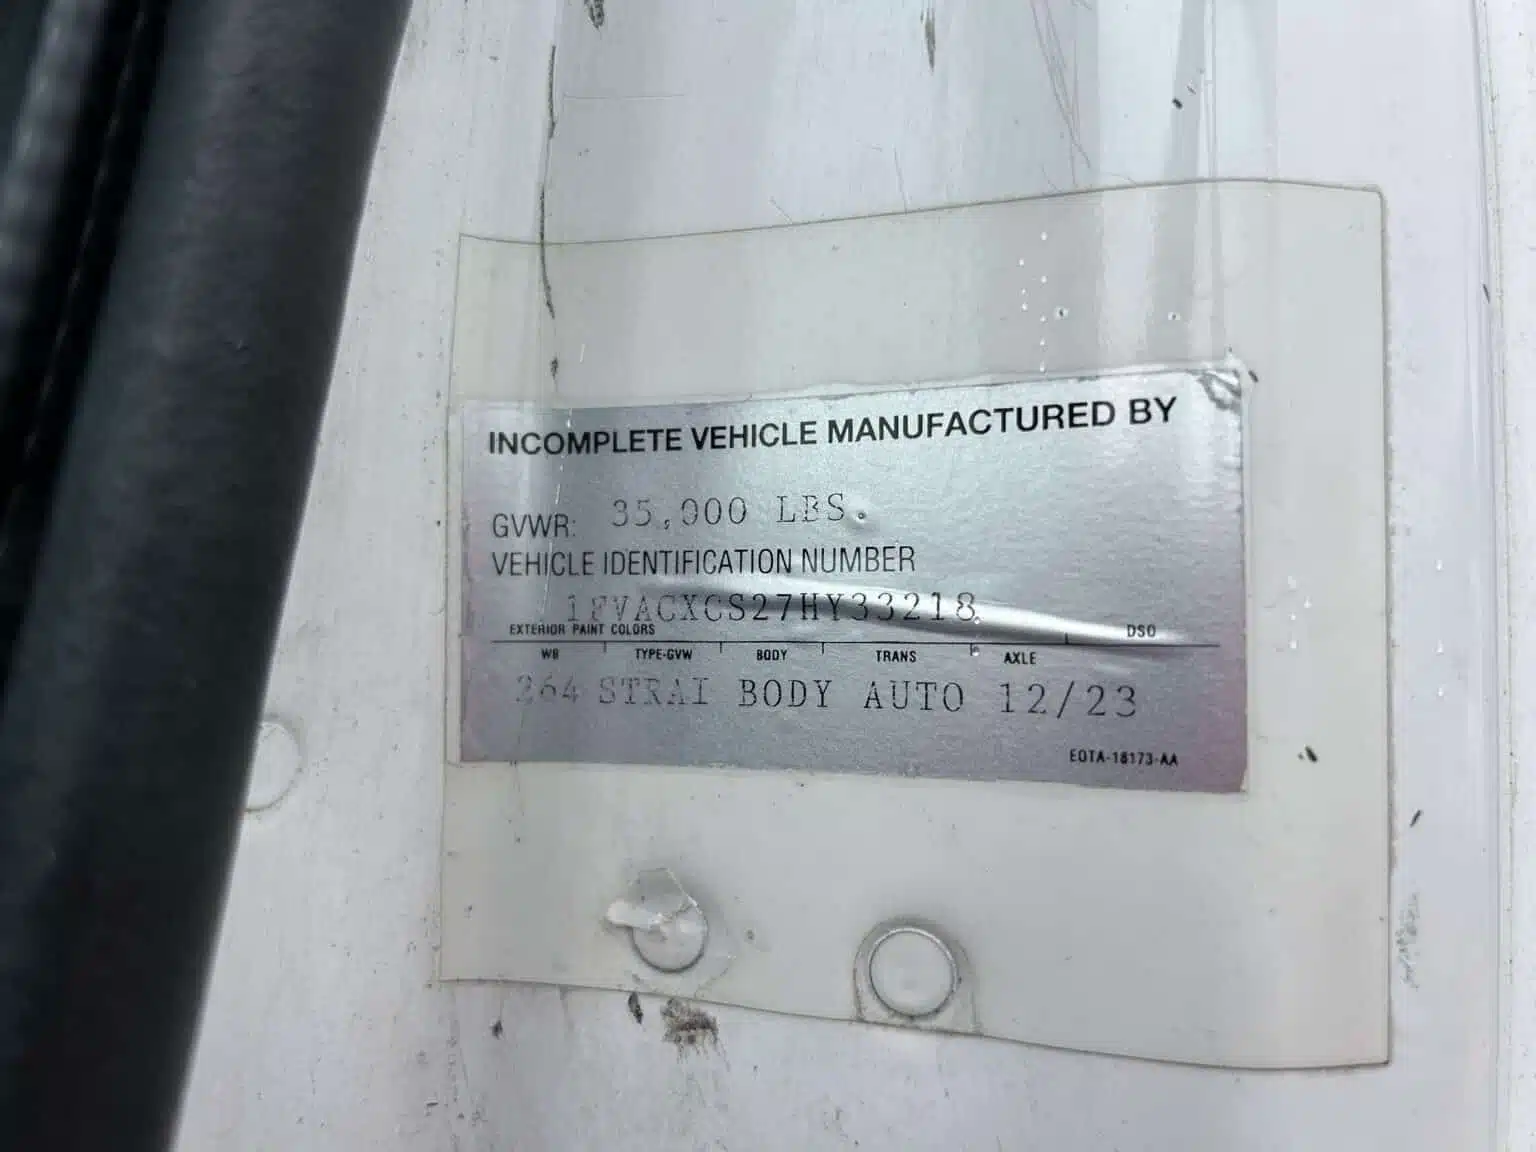 INCOMPLETE VEHICLE MANUFACTURED BY
GVWR: 35,000 LBS.
VEHICLE IDENTIFICATION NUMBER
1FVACXCS27HY33218
EXTERIOR PAINT COLORS DSO
WB TYPE-GVW BODY TRANS AXLE
264 STRAI BODY AUTO 12/23
EOTA-18173-AA